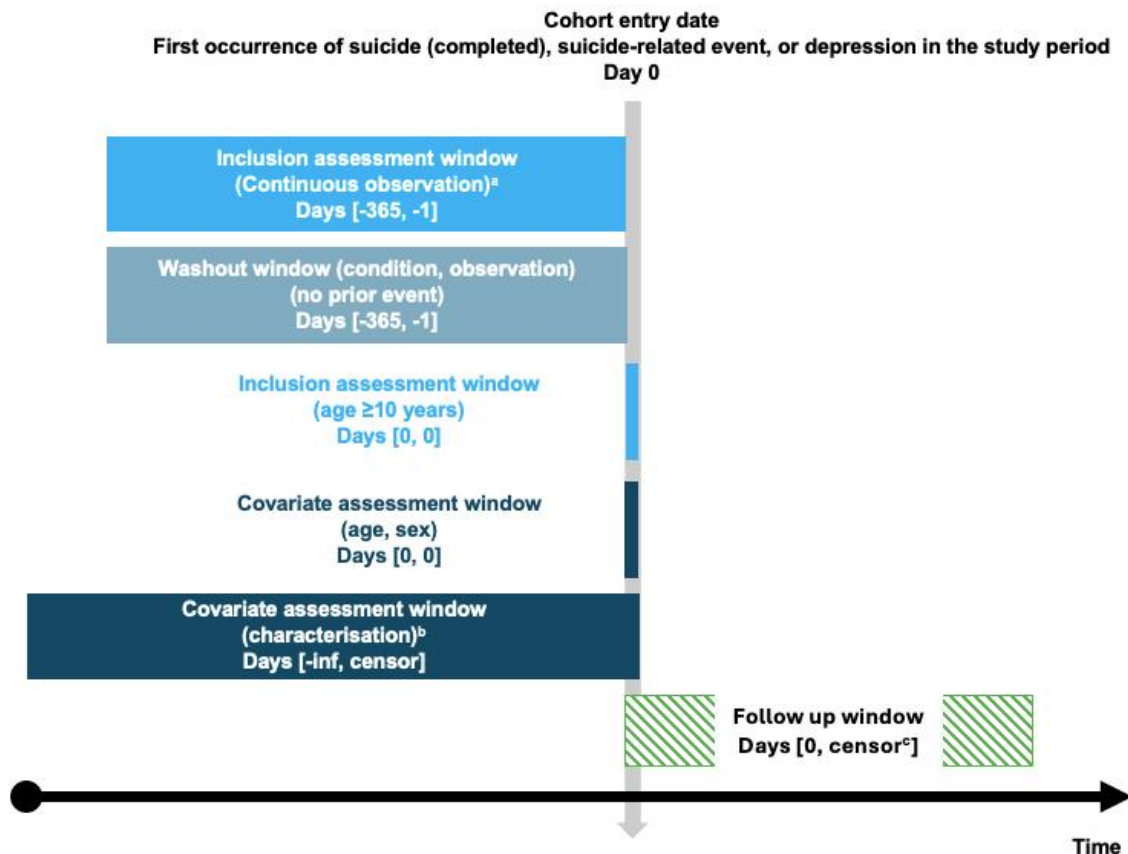 Cohort entry date
First occurrence of suicide (completed), suicide-related event, or depression in the study period
Day 0
Inclusion assessment window
(Continuous observation)ᵃ
Days [-365, -1]
Washout window (condition, observation)
(no prior event)
Days [-365, -1]
Inclusion assessment window
(age ≥10 years)
Days [0, 0]
Covariate assessment window
(age, sex)
Days [0, 0]
Covariate assessment window
(characterisation)ᵇ
Days [-inf, censor]
Follow up window
Days [0, censorᶜ]
Time